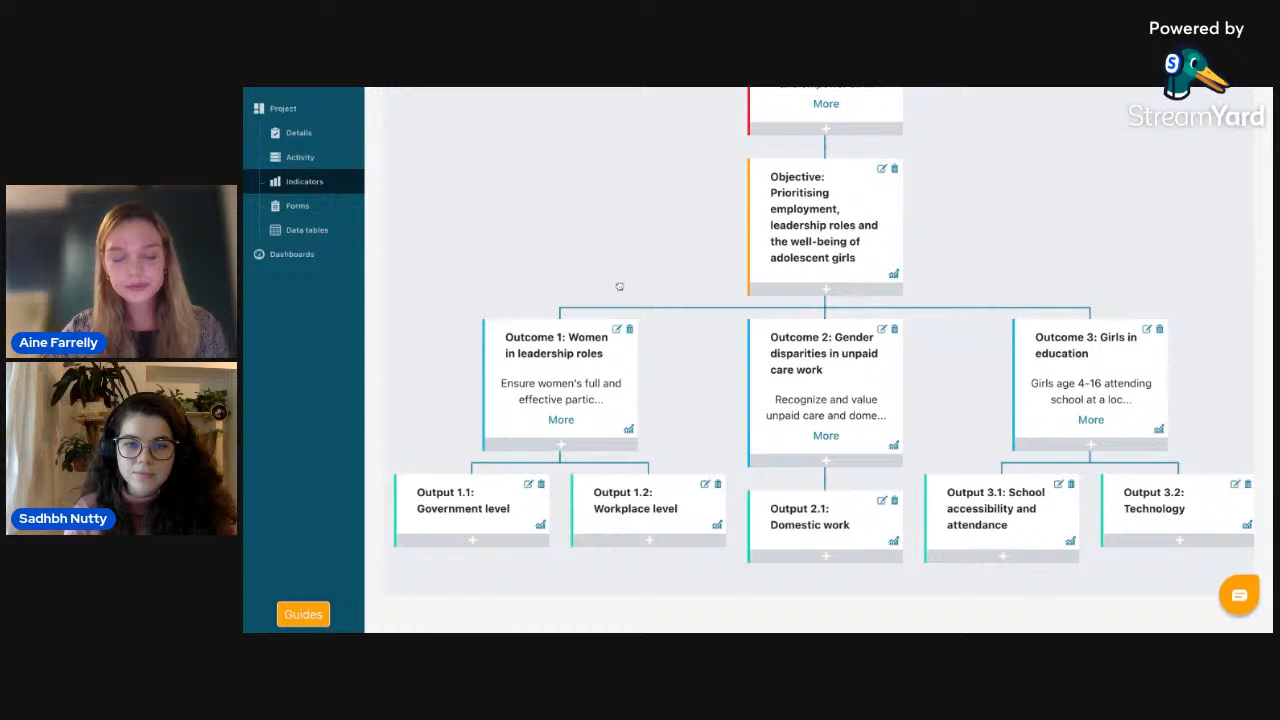 Powered by
StreamYard
Project
Details
Activity
Indicators
Forms
Data tables
Dashboards
Guides
Aine Farrelly
Sadhbh Nutty
More
Objective:
Prioritising
employment,
leadership roles and
the well-being of
adolescent girls
Outcome 1: Women
in leadership roles
Ensure women's full and
effective partic...
More
Outcome 2: Gender
disparities in unpaid
care work
Recognize and value
unpaid care and dome...
More
Outcome 3: Girls in
education
Girls age 4-16 attending
school at a loc...
More
Output 1.1:
Government level
Output 1.2:
Workplace level
Output 2.1:
Domestic work
Output 3.1: School
accessibility and
attendance
Output 3.2:
Technology